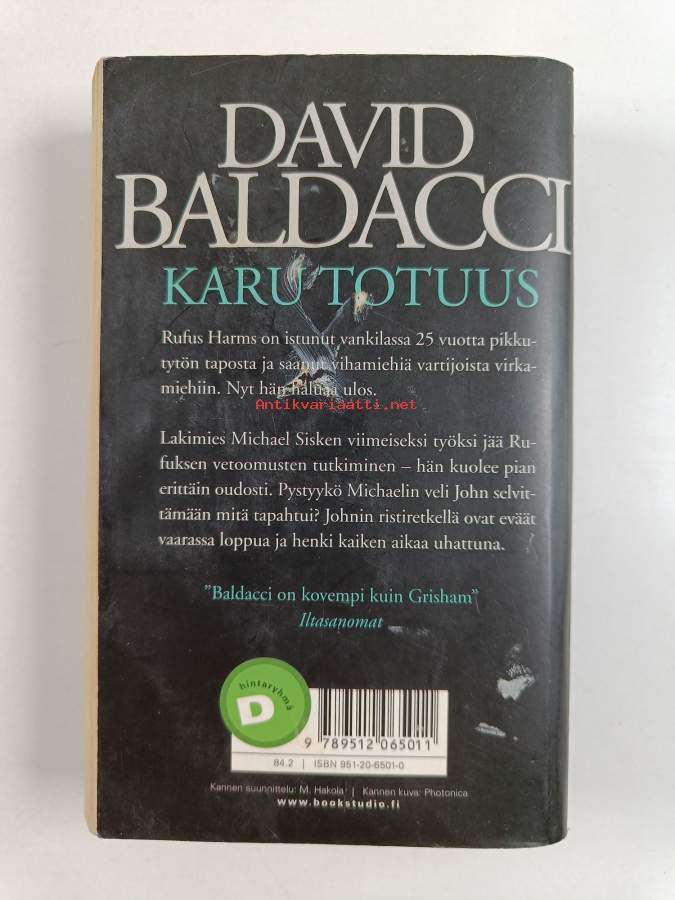 DAVID
BALDACCI
KARU TOTUUS
Rufus Harms on istunut vankilassa 25 vuotta pikku-
tytön taposta ja saanut vihamiehiä vartijoista virka-
miehiin. Nyt hän haluaa ulos.
Antikvariaatti.net
Lakimies Michael Sisken viimeiseksi työksi jää Ru-
fuksen vetoomusten tutkiminen – hän kuolee pian
erittäin oudosti. Pystyykö Michaelin veli John selvit-
tämään mitä tapahtui? Johnin ristiretkellä ovat eväät
vaarassa loppua ja henki kaiken aikaa uhattuna.
"Baldacci on kovempi kuin Grisham"
Iltasanomat
hintaryhmä
D
9 789512 065011
84.2 | ISBN 951-20-6501-0
Kannen suunnittelu: M. Hakola | Kannen kuva: Photonica
www.bookstudio.fi